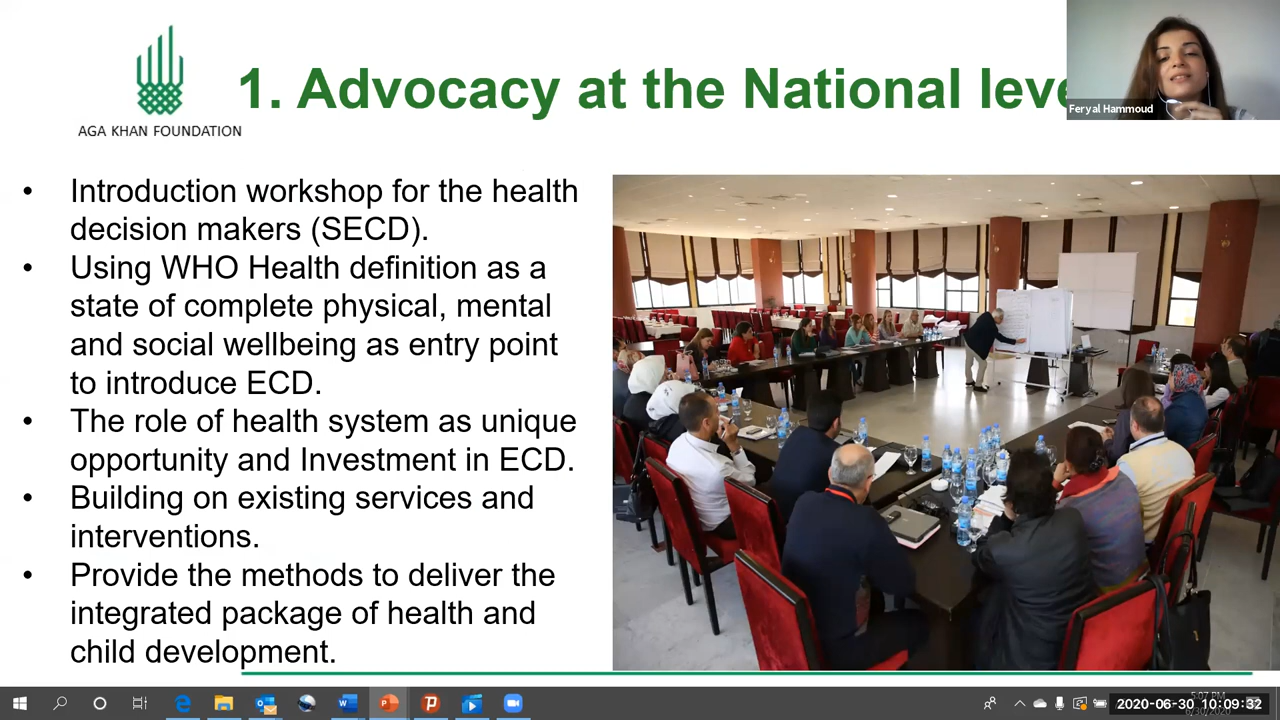 1. Advocacy at the National leve
Feryal Hammoud
AGA KHAN FOUNDATION
• Introduction workshop for the health
decision makers (SECD).
• Using WHO Health definition as a
state of complete physical, mental
and social wellbeing as entry point
to introduce ECD.
• The role of health system as unique
opportunity and Investment in ECD.
• Building on existing services and
interventions.
• Provide the methods to deliver the
integrated package of health and
child development.
5:07 PM
2020-06-30 10:09:32